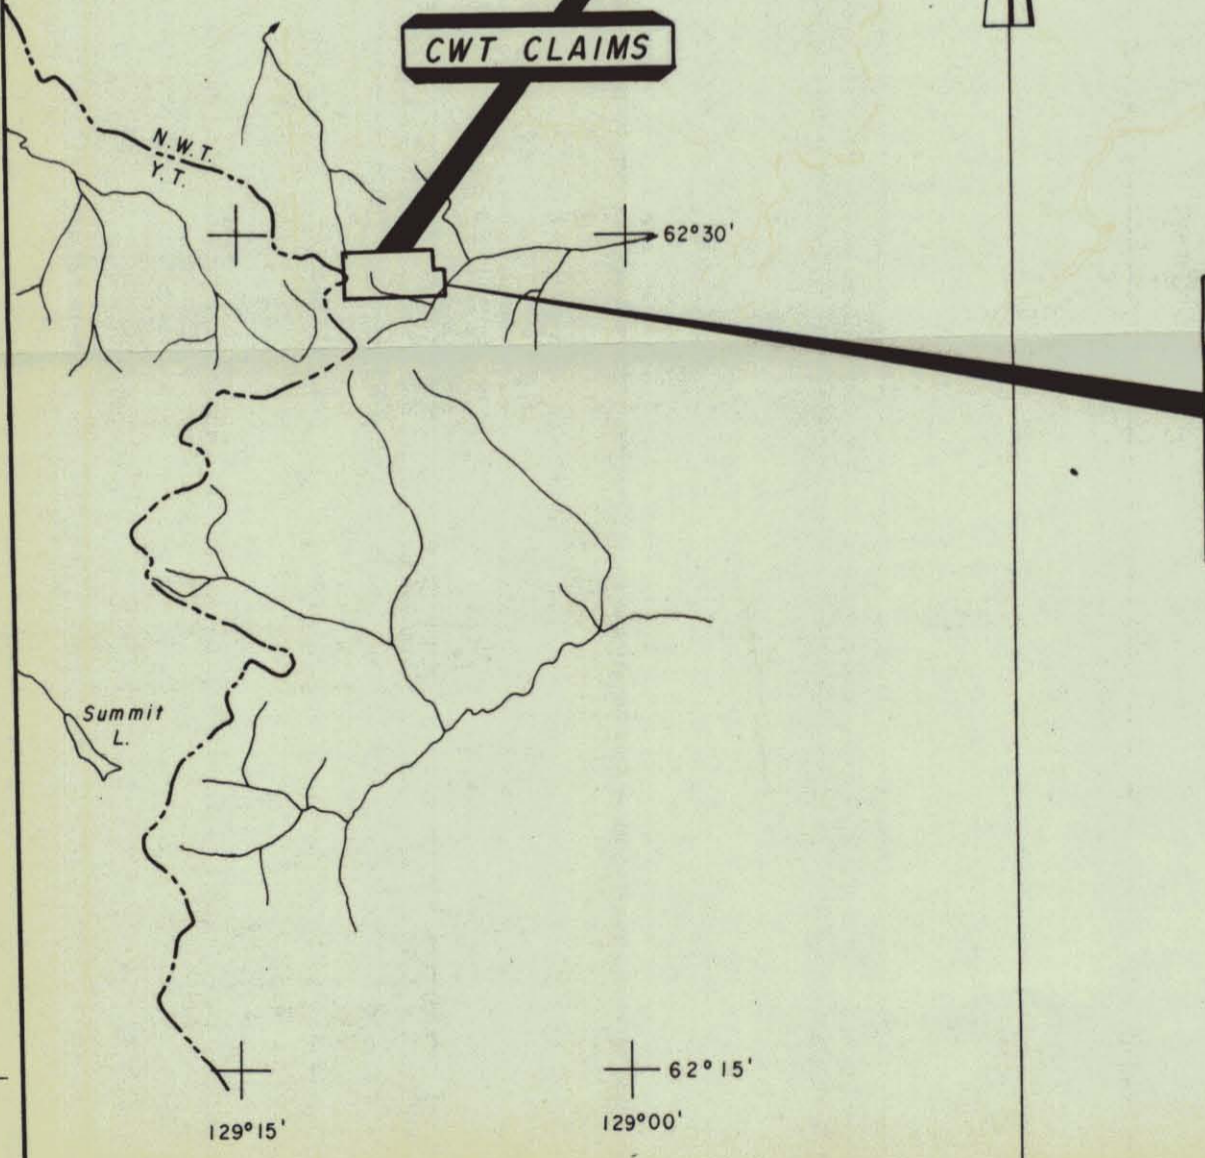 CWT CLAIMS
N.W.T.
Y.T.
62°30'
Summit
L.
62°15'
129°15'
129°00'